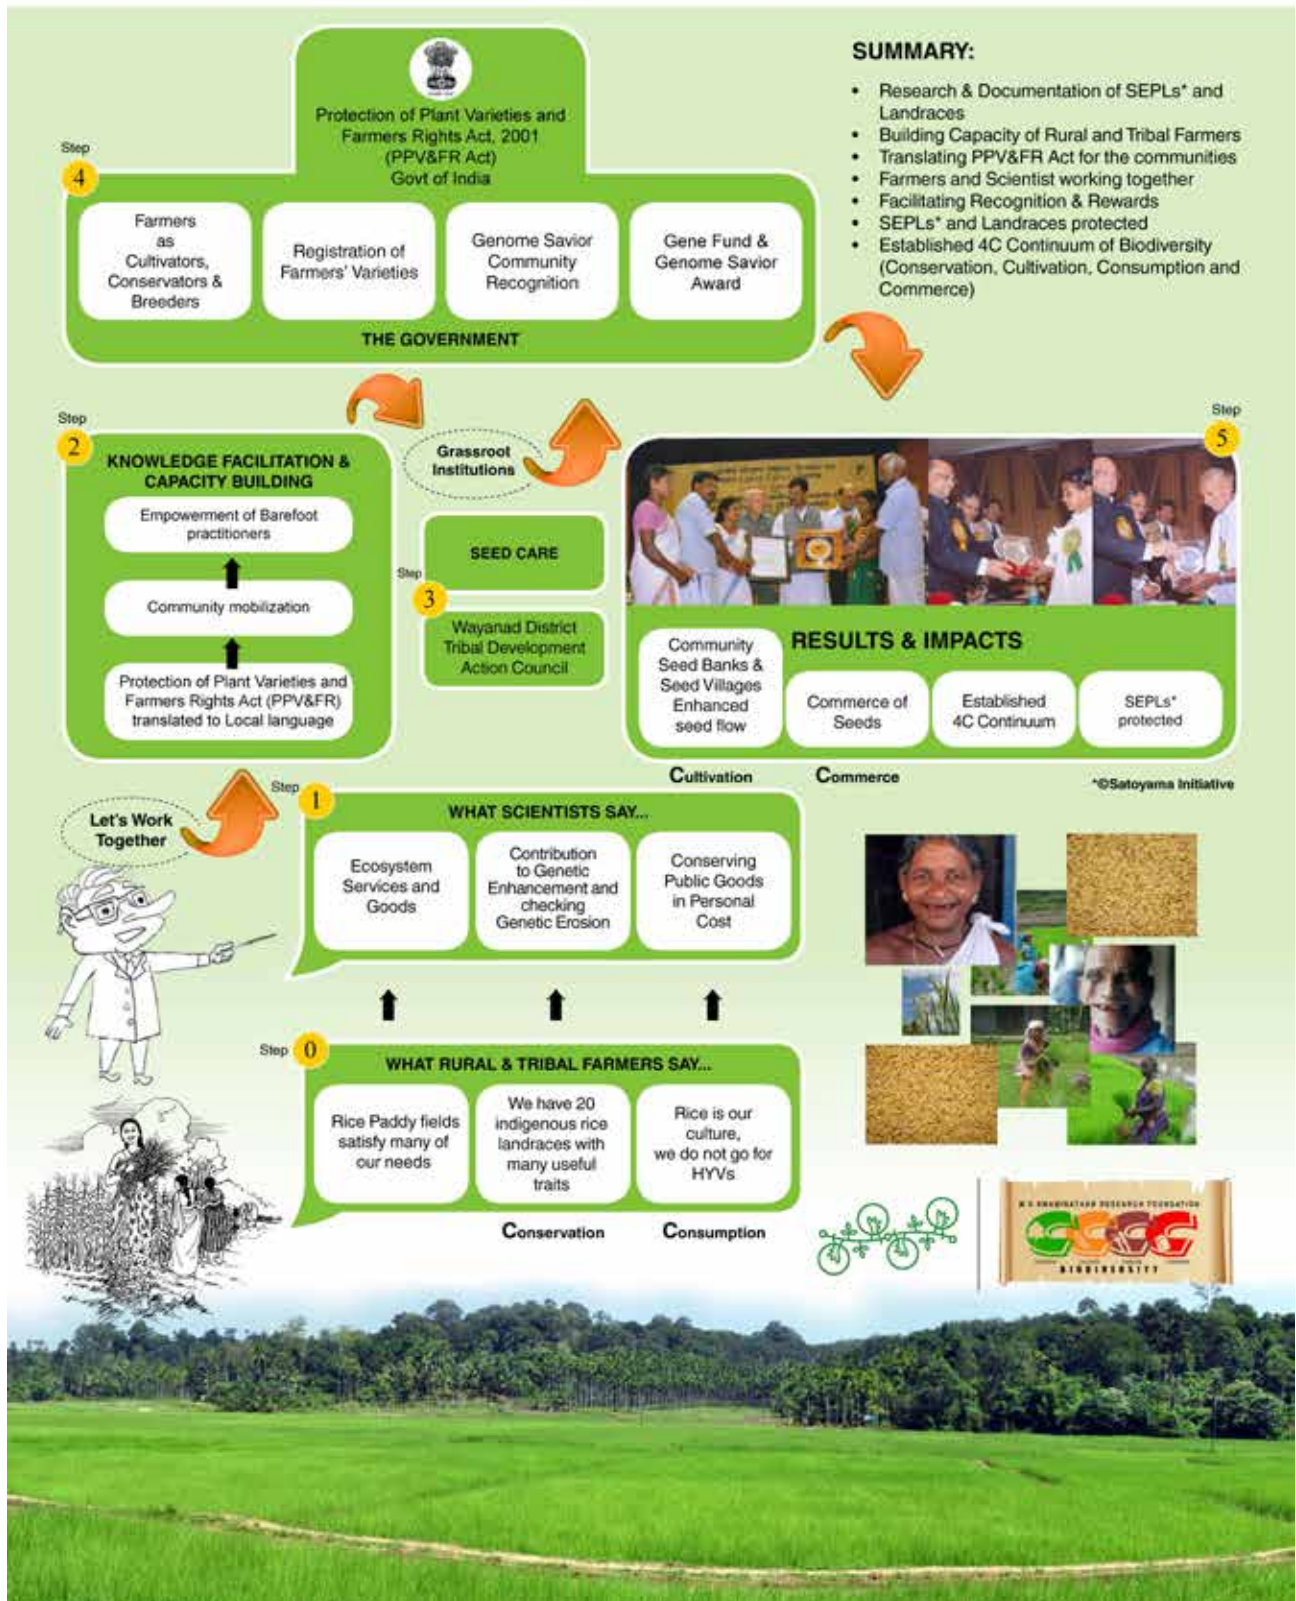 SUMMARY:
• Research & Documentation of SEPLs* and
Landraces
• Building Capacity of Rural and Tribal Farmers
• Translating PPV&FR Act for the communities
• Farmers and Scientist working together
• Facilitating Recognition & Rewards
• SEPLs* and Landraces protected
• Established 4C Continuum of Biodiversity
(Conservation, Cultivation, Consumption and
Commerce)
Protection of Plant Varieties and
Farmers Rights Act, 2001
(PPV&FR Act)
Govt of India
Step
4
Farmers
as
Cultivators,
Conservators &
Breeders
Registration of
Farmers' Varieties
Genome Savior
Community
Recognition
Gene Fund &
Genome Savior
Award
THE GOVERNMENT
Step
2
KNOWLEDGE FACILITATION &
CAPACITY BUILDING
Empowerment of Barefoot
practitioners
Community mobilization
Protection of Plant Varieties and
Farmers Rights Act (PPV&FR)
translated to Local language
Grassroot
Institutions
SEED CARE
Step
3
Wayanad District
Tribal Development
Action Council
Step
5
RESULTS & IMPACTS
Community
Seed Banks &
Seed Villages
Enhanced
seed flow
Commerce of
Seeds
Established
4C Continuum
SEPLs*
protected
Cultivation
Commerce
*©Satoyama Initiative
Let's Work
Together
Step
1
WHAT SCIENTISTS SAY...
Ecosystem
Services and
Goods
Contribution
to Genetic
Enhancement and
checking
Genetic Erosion
Conserving
Public Goods
in Personal
Cost
Step
0
WHAT RURAL & TRIBAL FARMERS SAY...
Rice Paddy fields
satisfy many of
our needs
We have 20
indigenous rice
landraces with
many useful
traits
Rice is our
culture,
we do not go for
HYVs
Conservation
Consumption
M S SWAMINATHAN RESEARCH FOUNDATION
CCCC
BIODIVERSITY